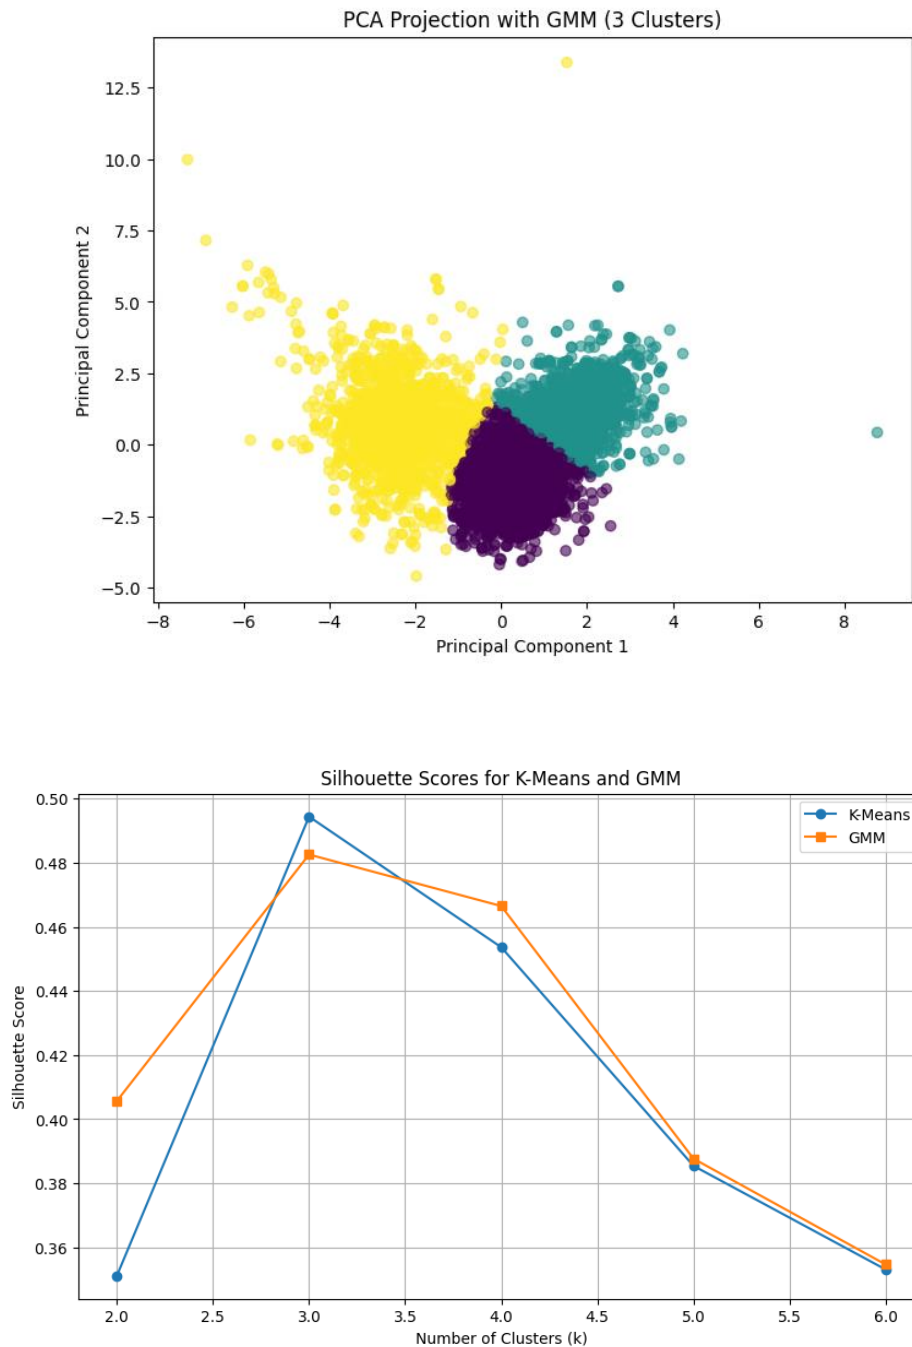 PCA Projection with GMM (3 Clusters)
12.5
10.0
7.5
5.0
2.5
0.0
−2.5
−5.0
Principal Component 2
−8 −6 −4 −2 0 2 4 6 8
Principal Component 1
Silhouette Scores for K-Means and GMM
K-Means
GMM
0.50
0.48
0.46
0.44
0.42
0.40
0.38
0.36
Silhouette Score
2.0 2.5 3.0 3.5 4.0 4.5 5.0 5.5 6.0
Number of Clusters (k)